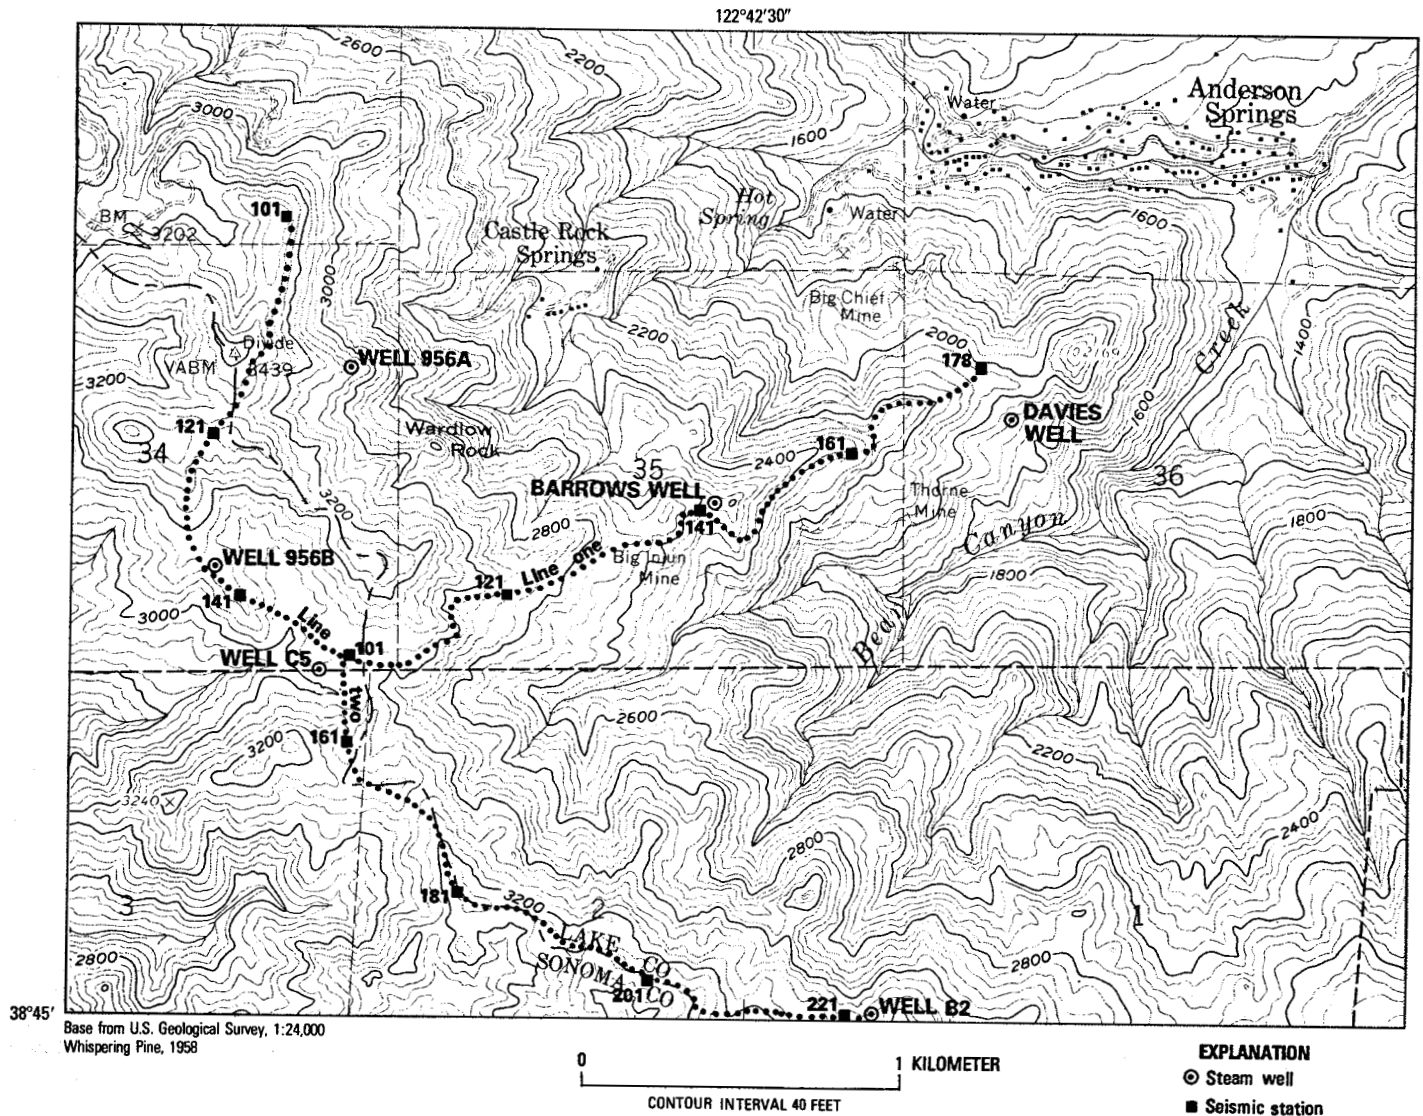 122°42'30"
2600
2200
Anderson
Springs
Water
3000
1600
Hot
Spring
101
BM
3202
Water
1600
Castle Rock
Springs
3000
Big Chief
Mine
Creek
1400
2200
2000
Divide
VABM
3439
WELL 956A
178
3200
DAVIES
WELL
1600
121
Wardlow
Rock
161
34
35
2400
36
BARROWS WELL
Thorne
Mine
3200
141
2800
Canyon
1800
WELL 956B
Line one
Big Injun
Mine
121
1800
141
3000
Line
Bear
101
WELL C5
two
2600
161
3200
2200
3240
2400
2800
181
3200
2
3
1
LAKE CO
SONOMA CO
2800
2800
201
221
WELL B2
38°45'
Base from U.S. Geological Survey, 1:24,000
Whispering Pine, 1958
0
1 KILOMETER
CONTOUR INTERVAL 40 FEET
EXPLANATION
Steam well
Seismic station